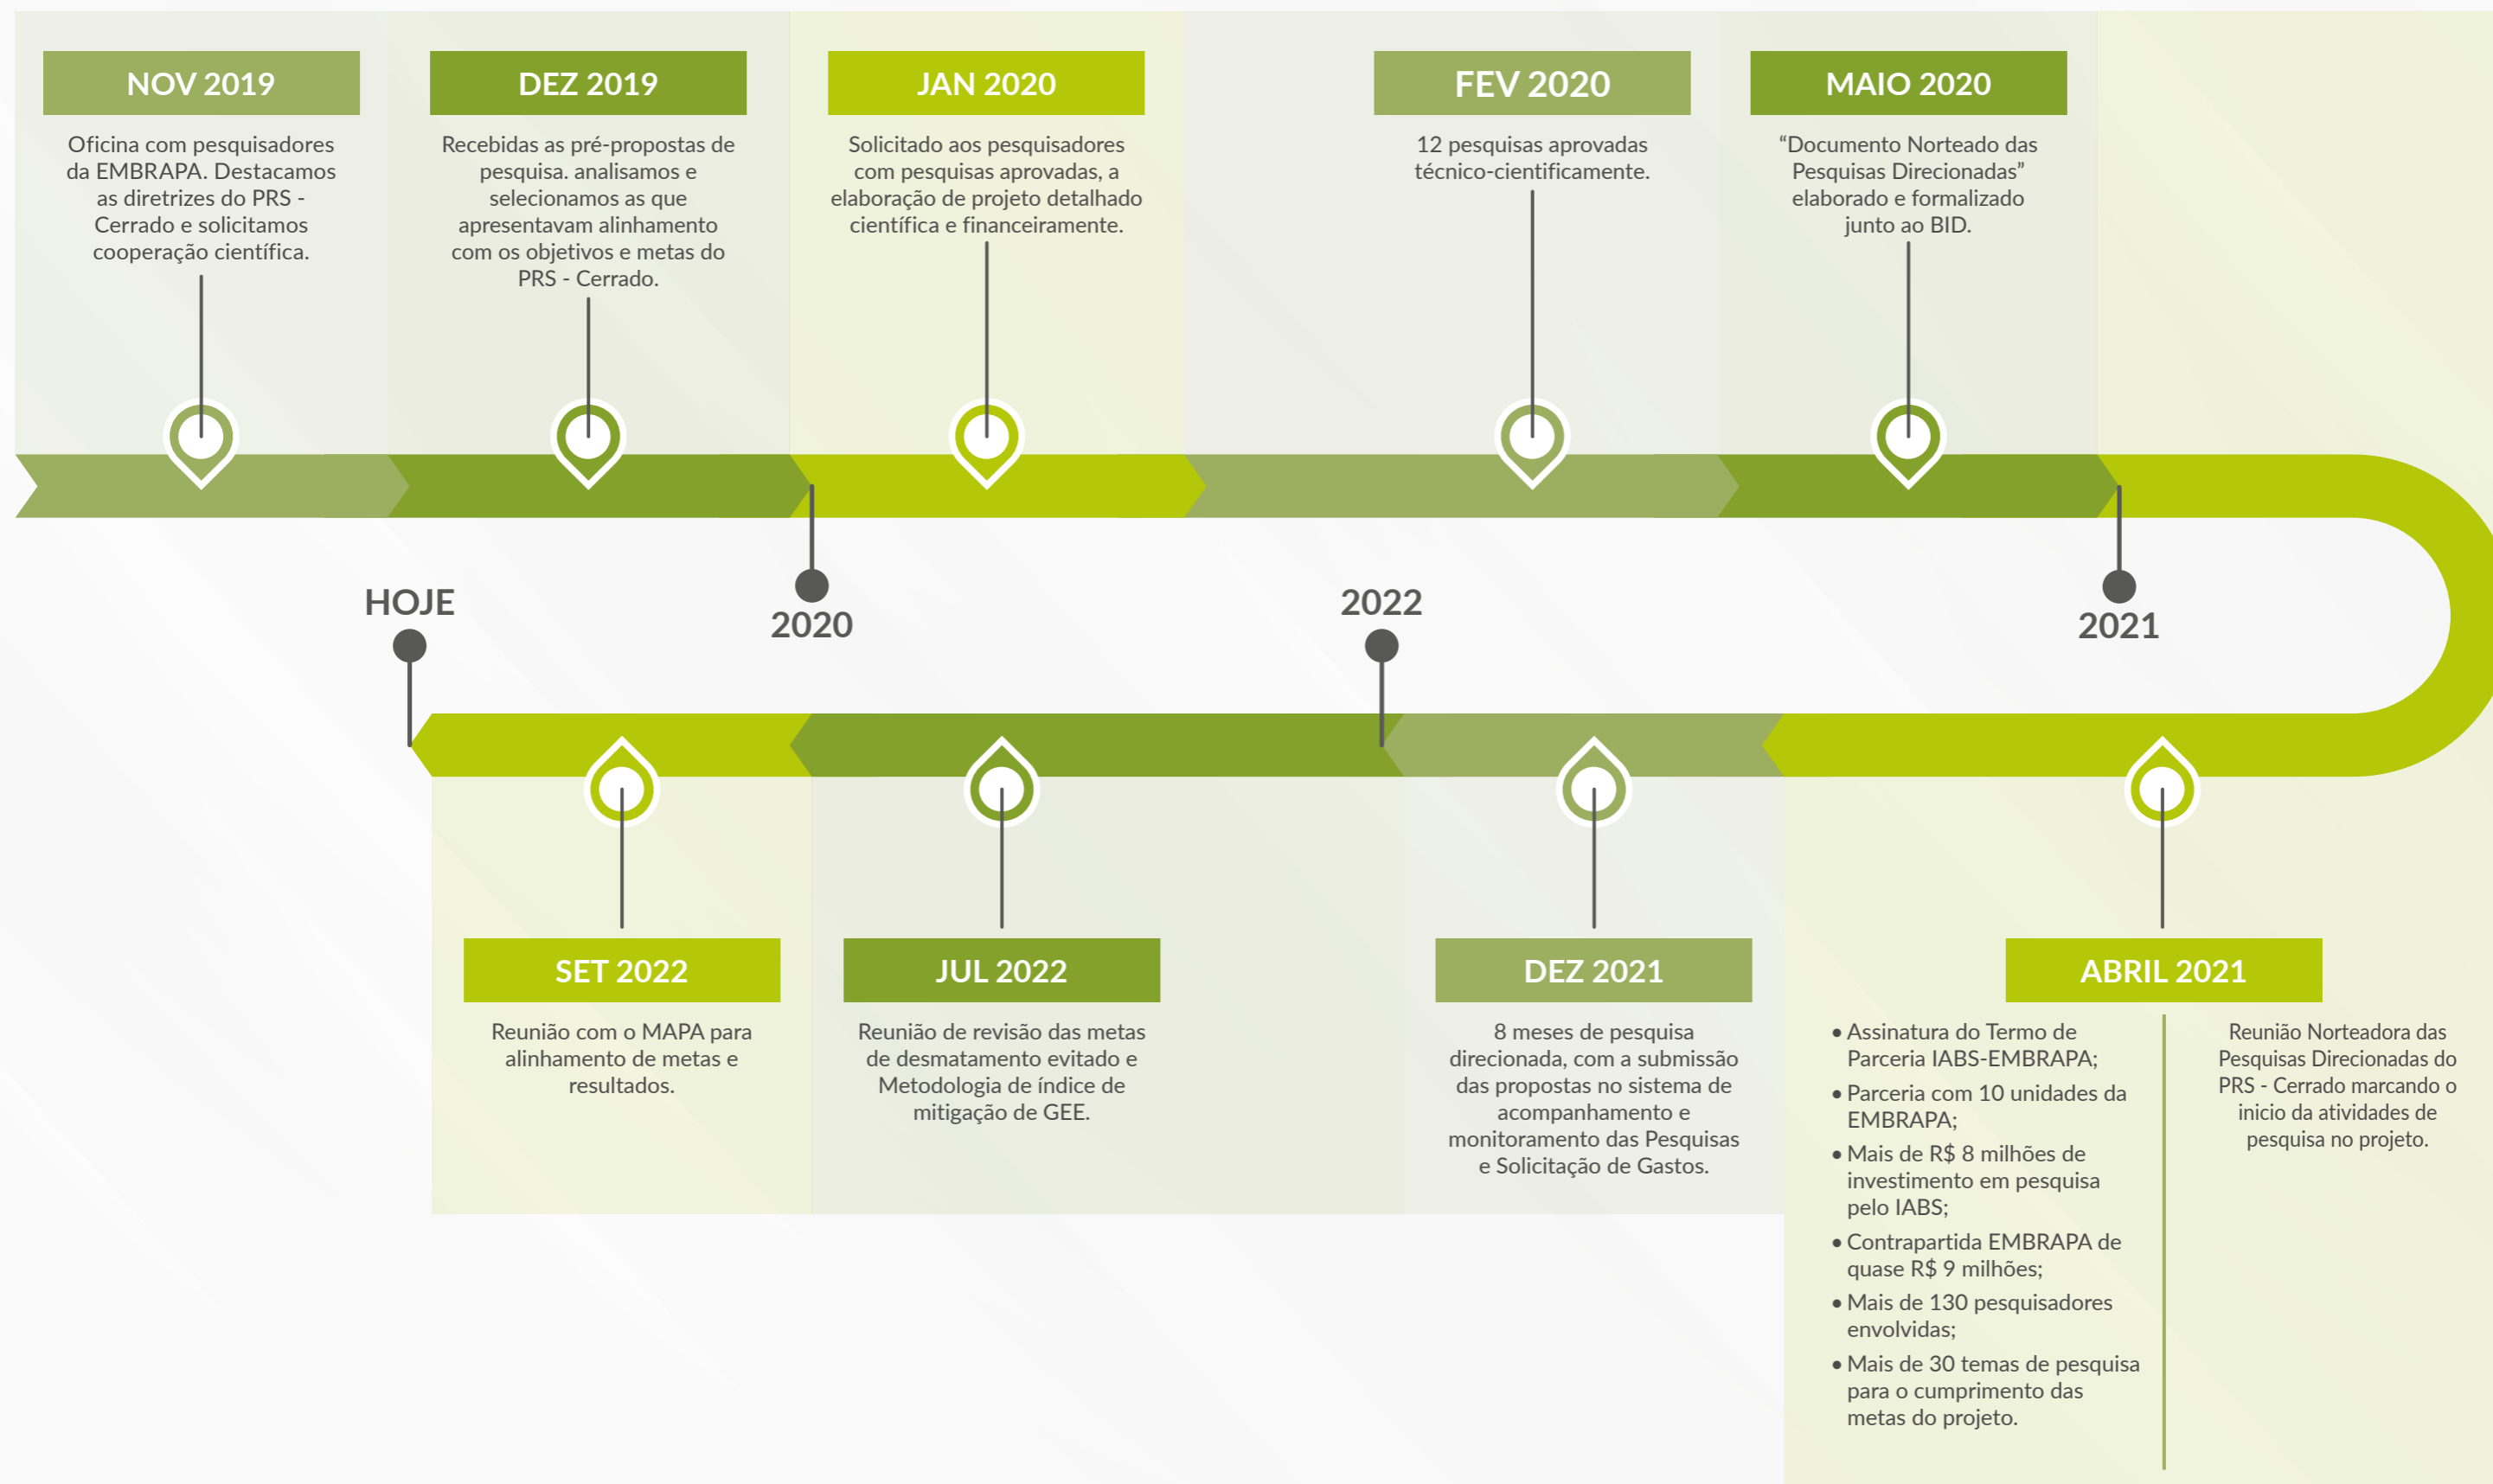 NOV 2019
Oficina com pesquisadores
da EMBRAPA. Destacamos
as diretrizes do PRS -
Cerrado e solicitamos
cooperação científica.
DEZ 2019
Recebidas as pré-propostas de
pesquisa. analisamos e
selecionamos as que
apresentavam alinhamento
com os objetivos e metas do
PRS - Cerrado.
JAN 2020
Solicitado aos pesquisadores
com pesquisas aprovadas, a
elaboração de projeto detalhado
científica e financeiramente.
FEV 2020
12 pesquisas aprovadas
técnico-cientificamente.
MAIO 2020
“Documento Norteado das
Pesquisas Direcionadas”
elaborado e formalizado
junto ao BID.
2020
2021
2022
HOJE
ABRIL 2021
• Assinatura do Termo de
Parceria IABS-EMBRAPA;
• Parceria com 10 unidades da
EMBRAPA;
• Mais de R$ 8 milhões de
investimento em pesquisa
pelo IABS;
• Contrapartida EMBRAPA de
quase R$ 9 milhões;
• Mais de 130 pesquisadores
envolvidas;
• Mais de 30 temas de pesquisa
para o cumprimento das
metas do projeto.
Reunião Norteadora das
Pesquisas Direcionadas do
PRS - Cerrado marcando o
inicio da atividades de
pesquisa no projeto.
DEZ 2021
8 meses de pesquisa
direcionada, com a submissão
das propostas no sistema de
acompanhamento e
monitoramento das Pesquisas
e Solicitação de Gastos.
JUL 2022
Reunião de revisão das metas
de desmatamento evitado e
Metodologia de índice de
mitigação de GEE.
SET 2022
Reunião com o MAPA para
alinhamento de metas e
resultados.